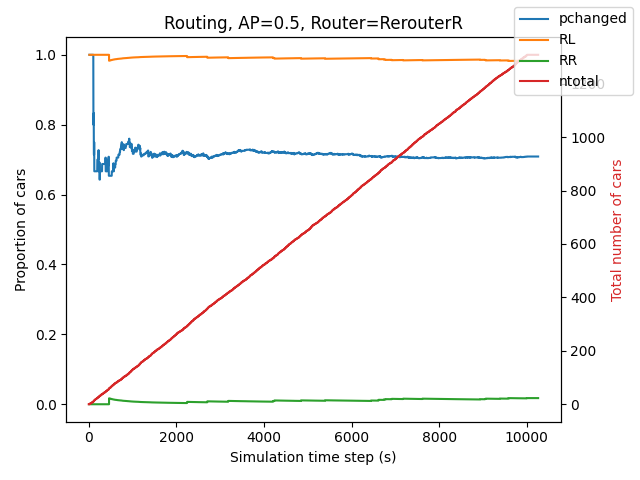 Routing, AP=0.5, Router=RerouterR
pchanged
RL
RR
ntotal
1.0
0.8
0.6
0.4
0.2
0.0
Proportion of cars
1200
1000
800
600
400
200
0
Total number of cars
0
2000
4000
6000
8000
10000
Simulation time step (s)